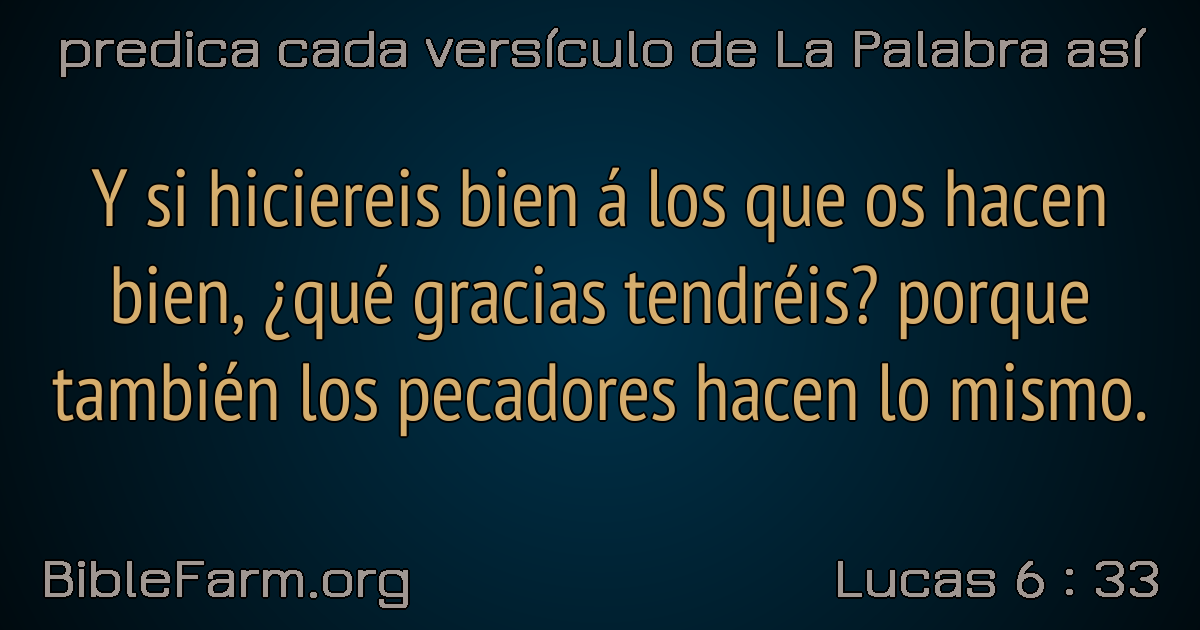 predica cada versículo de La Palabra así
Y si hiciereis bien á los que os hacen
bien, ¿qué gracias tendréis? porque
también los pecadores hacen lo mismo.
BibleFarm.org
Lucas 6 : 33